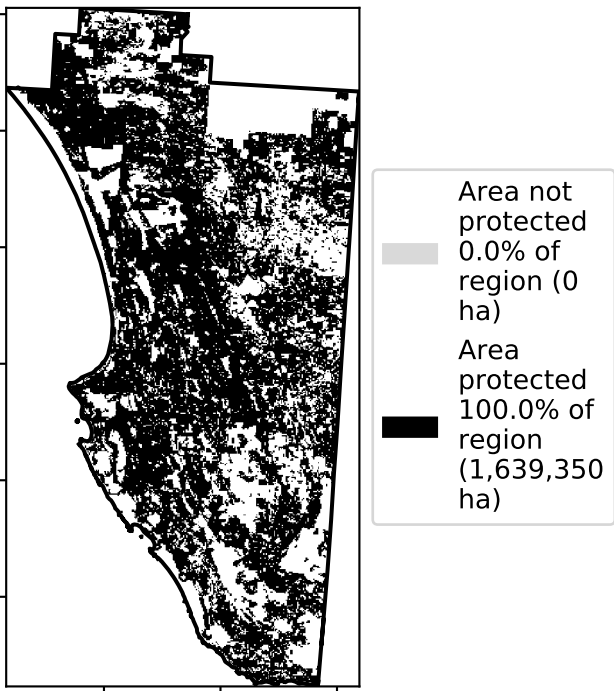 Area not
protected
0.0% of
region (0
ha)
Area
protected
100.0% of
region
(1,639,350
ha)